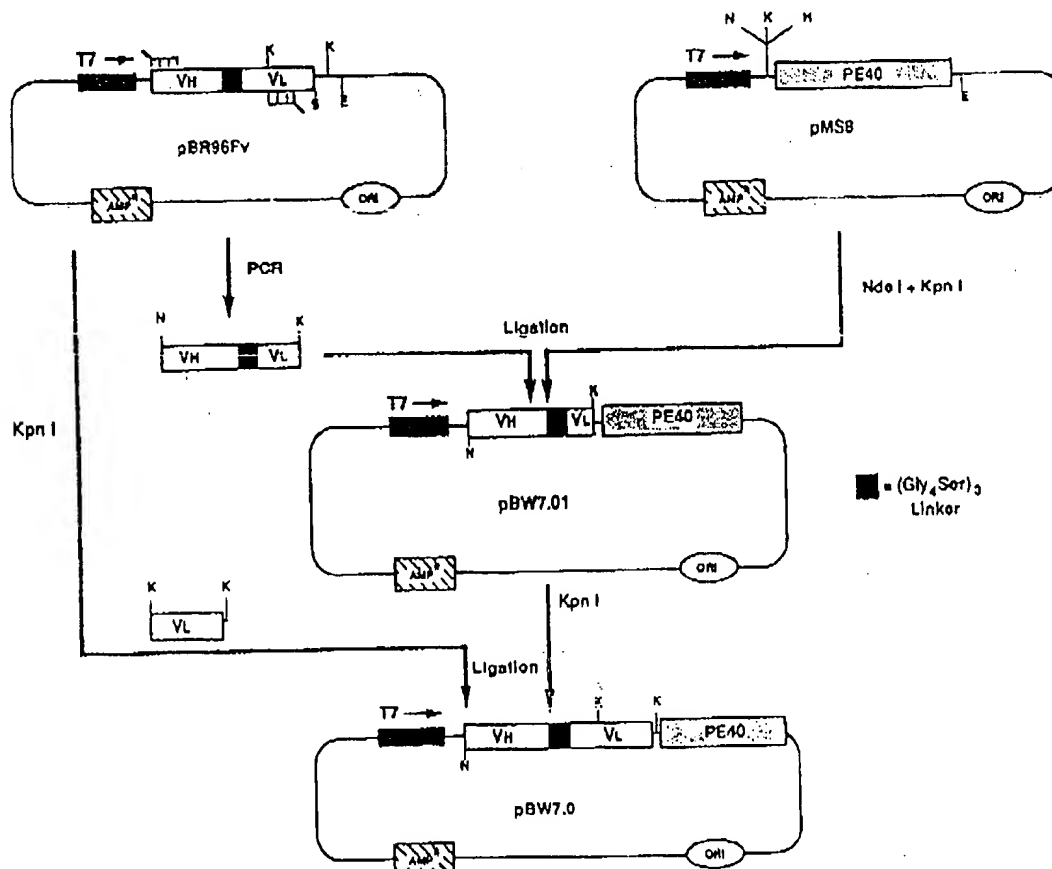 T7
K
K
VH
VL
S
E
pBR96Fv
AMP R
ORI
N
K
H
T7
PE40
E
pMS8
AMP R
ORI
PCR
Nde I + Kpn I
N
K
VH
VL
Ligation
Kpn I
T7
K
VH
VL
PE40
N
pBW7.01
= (Gly4Ser)3
Linker
AMP R
ORI
K
K
VL
Kpn I
Ligation
T7
K
K
VH
VL
PE40
N
pBW7.0
AMP R
ORI